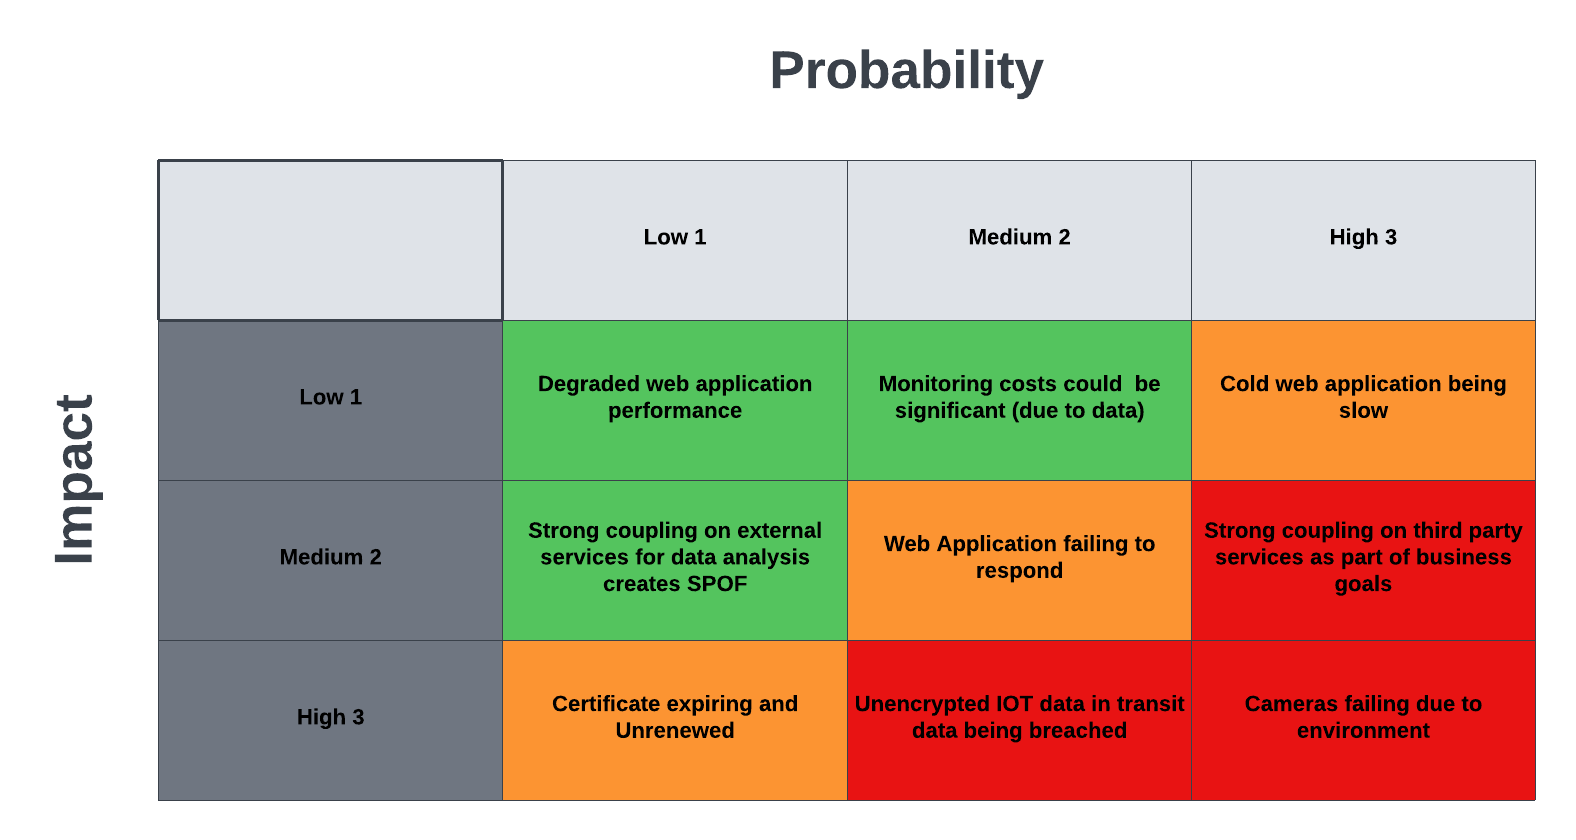 Probability
Low 1
Medium 2
High 3
Impact
Low 1
Degraded web application
performance
Monitoring costs could  be
significant (due to data)
Cold web application being
slow
Medium 2
Strong coupling on external
services for data analysis
creates SPOF
Web Application failing to
respond
Strong coupling on third party
services as part of business
goals
High 3
Certificate expiring and
Unrenewed
Unencrypted IOT data in transit
data being breached
Cameras failing due to
environment